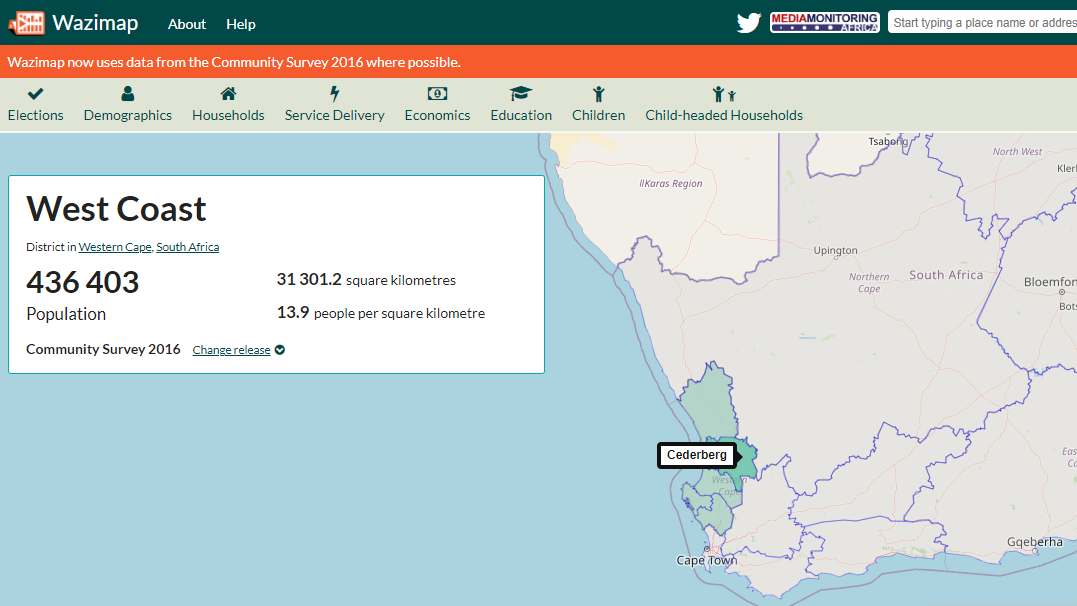 Wazimap
About
Help
MEDIAMONITORING
AFRICA
Start typing a place name or addres
Wazimap now uses data from the Community Survey 2016 where possible.
Elections
Demographics
Households
Service Delivery
Economics
Education
Children
Child-headed Households
West Coast
District in Western Cape, South Africa
436 403
Population
31 301.2 square kilometres
13.9 people per square kilometre
Community Survey 2016 Change release
Tsabong
North West
Kler
IlKaras Region
Upington
Northern
Cape
South Africa
Bloemfon
Bots
Cederberg
Western
Cape
Eas
Ca
Gqeberha
Cape Town